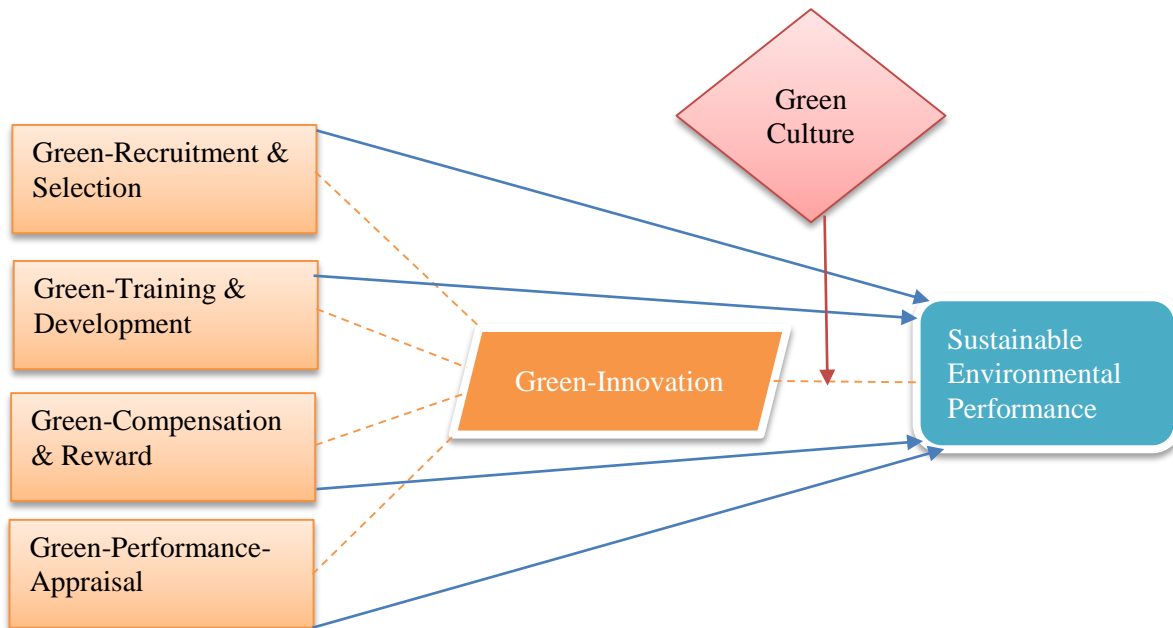 Green
Culture
Green-Recruitment &
Selection
Green-Training &
Development
Green-Compensation
& Reward
Green-Performance-
Appraisal
Green-Innovation
Sustainable
Environmental
Performance